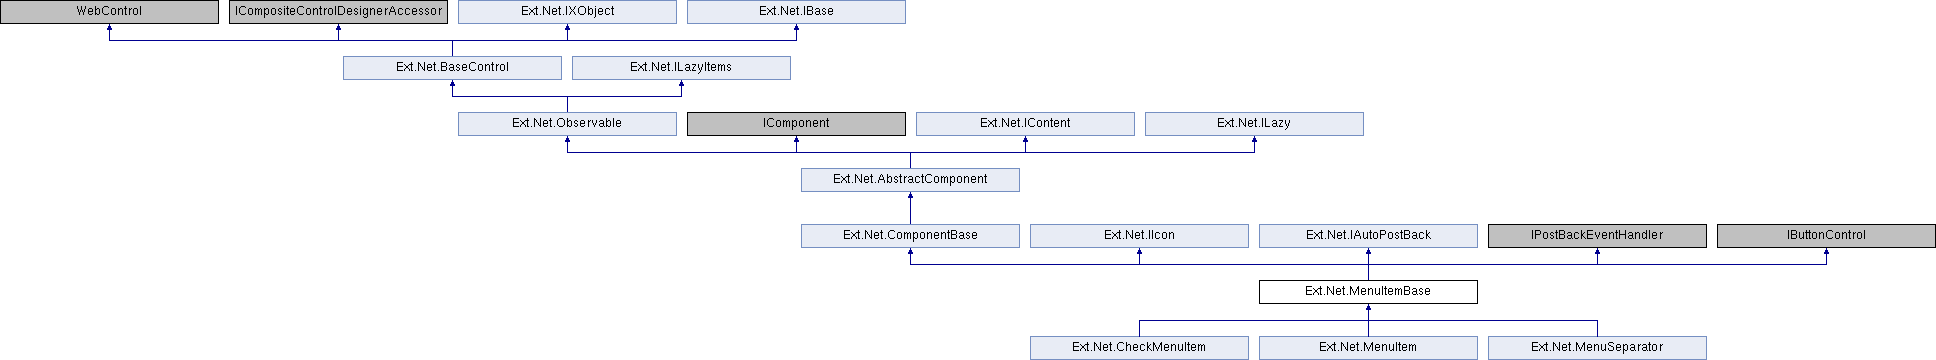 WebControl
ICompositeControlDesignerAccessor
Ext.Net.IXObject
Ext.Net.IBase
Ext.Net.BaseControl
Ext.Net.ILazyItems
Ext.Net.Observable
IComponent
Ext.Net.IContent
Ext.Net.ILazy
Ext.Net.AbstractComponent
Ext.Net.ComponentBase
Ext.Net.IIcon
Ext.Net.IAutoPostBack
IPostBackEventHandler
IButtonControl
Ext.Net.MenuItemBase
Ext.Net.CheckMenuItem
Ext.Net.MenuItem
Ext.Net.MenuSeparator